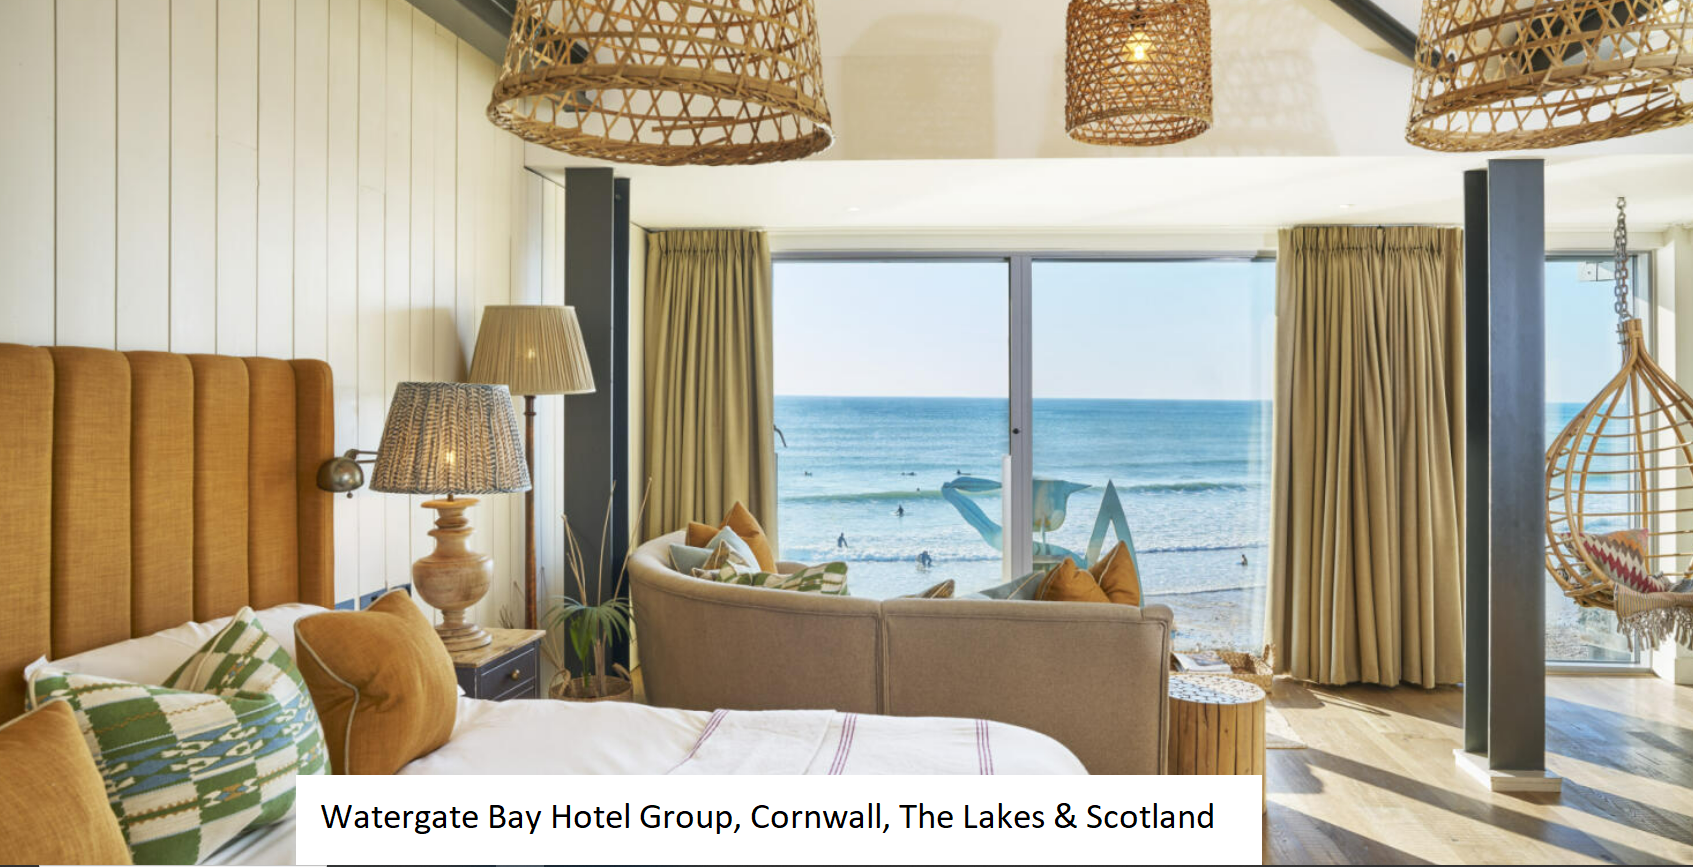 Watergate Bay Hotel Group, Cornwall, The Lakes & Scotland